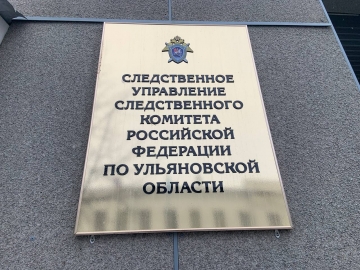 СЛЕДСТВЕННОЕ
УПРАВЛЕНИЕ
СЛЕДСТВЕННОГО
КОМИТЕТА
РОССИЙСКОЙ
ФЕДЕРАЦИИ
ПО УЛЬЯНОВСКОЙ
ОБЛАСТИ